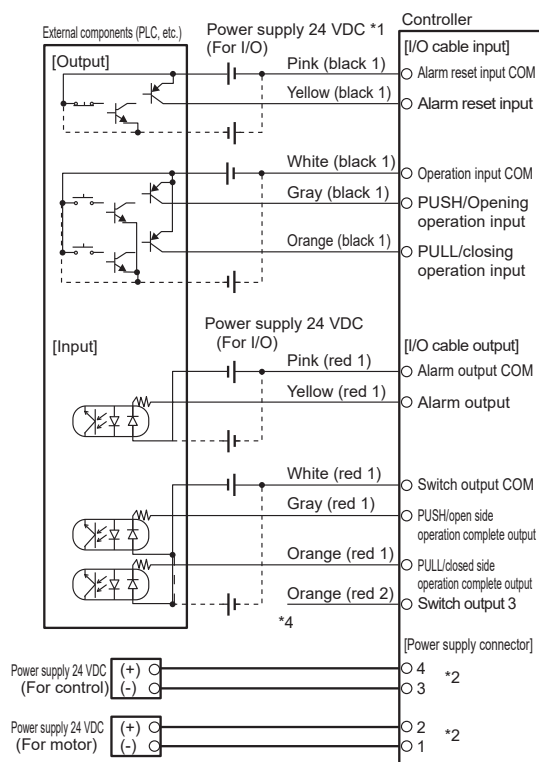 External components (PLC, etc.)
Power supply 24 VDC *1
(For I/O)
Controller
[Output]
[I/O cable input]
Pink (black 1)
Alarm reset input COM
Yellow (black 1)
Alarm reset input
White (black 1)
Operation input COM
Gray (black 1)
PUSH/Opening
operation input
Orange (black 1)
PULL/closing
operation input
Power supply 24 VDC
(For I/O)
[Input]
[I/O cable output]
Pink (red 1)
Alarm output COM
Yellow (red 1)
Alarm output
White (red 1)
Switch output COM
Gray (red 1)
PUSH/open side
operation complete output
Orange (red 1)
PULL/closed side
operation complete output
Orange (red 2)
Switch output 3
*4
[Power supply connector]
Power supply 24 VDC
(For control)
(+)
(-)
4
3
*2
Power supply 24 VDC
(For motor)
(+)
(-)
2
1
*2